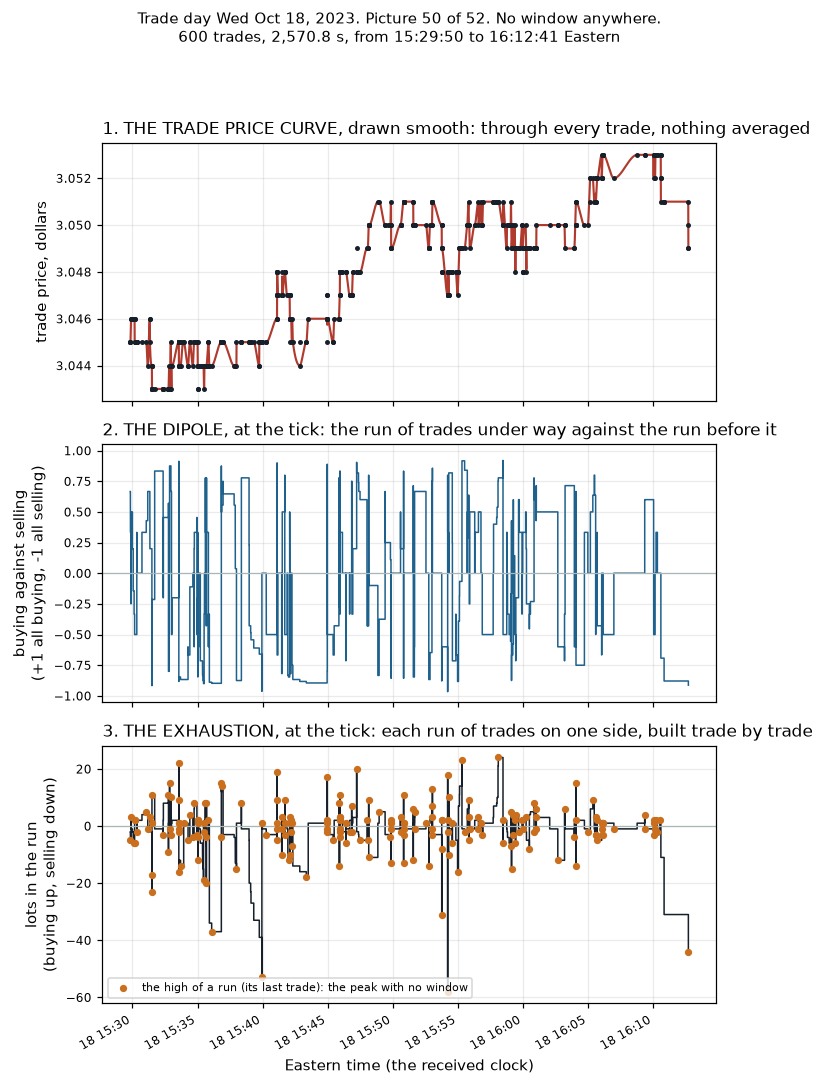 Trade day Wed Oct 18, 2023. Picture 50 of 52. No window anywhere.
600 trades, 2,570.8 s, from 15:29:50 to 16:12:41 Eastern
1. THE TRADE PRICE CURVE, drawn smooth: through every trade, nothing averaged
trade price, dollars
3.052
3.050
3.048
3.046
3.044
2. THE DIPOLE, at the tick: the run of trades under way against the run before it
buying against selling
(+1 all buying, -1 all selling)
1.00
0.75
0.50
0.25
0.00
−0.25
−0.50
−0.75
−1.00
3. THE EXHAUSTION, at the tick: each run of trades on one side, built trade by trade
lots in the run
(buying up, selling down)
20
0
−20
−40
−60
the high of a run (its last trade): the peak with no window
18 15:30
18 15:35
18 15:40
18 15:45
18 15:50
18 15:55
18 16:00
18 16:05
18 16:10
Eastern time (the received clock)